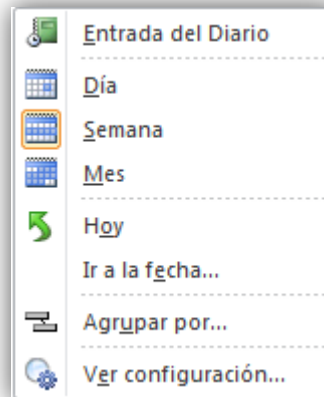 Entrada del Diario
Día
Semana
Mes
Hoy
Ir a la fecha...
Agrupar por...
Ver configuración...